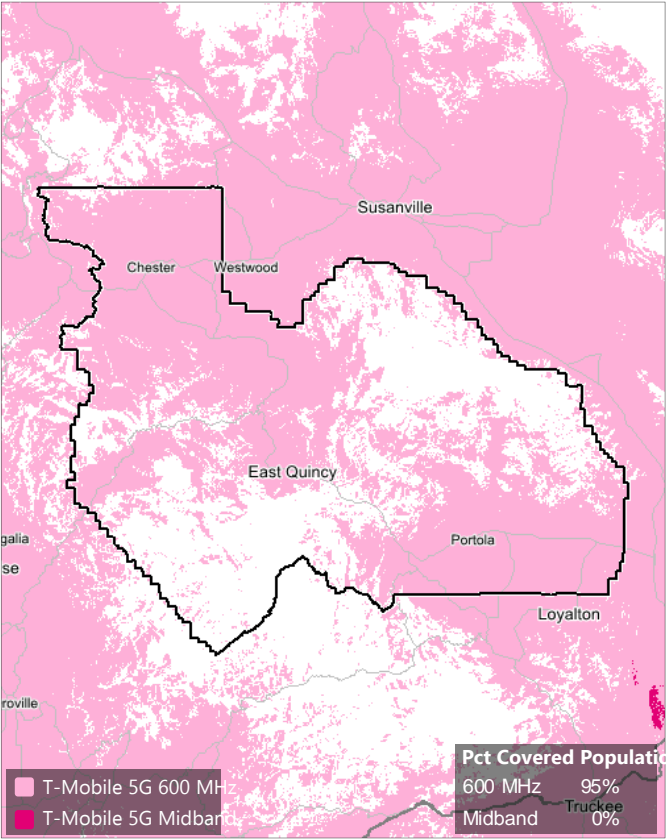 Susanville
Chester
Westwood
East Quincy
galia
Portola
se
Loyalton
roville
Pct Covered Populatio
T-Mobile 5G 600 MHz
600 MHz 95%
Truckee
T-Mobile 5G Midband
Midband 0%